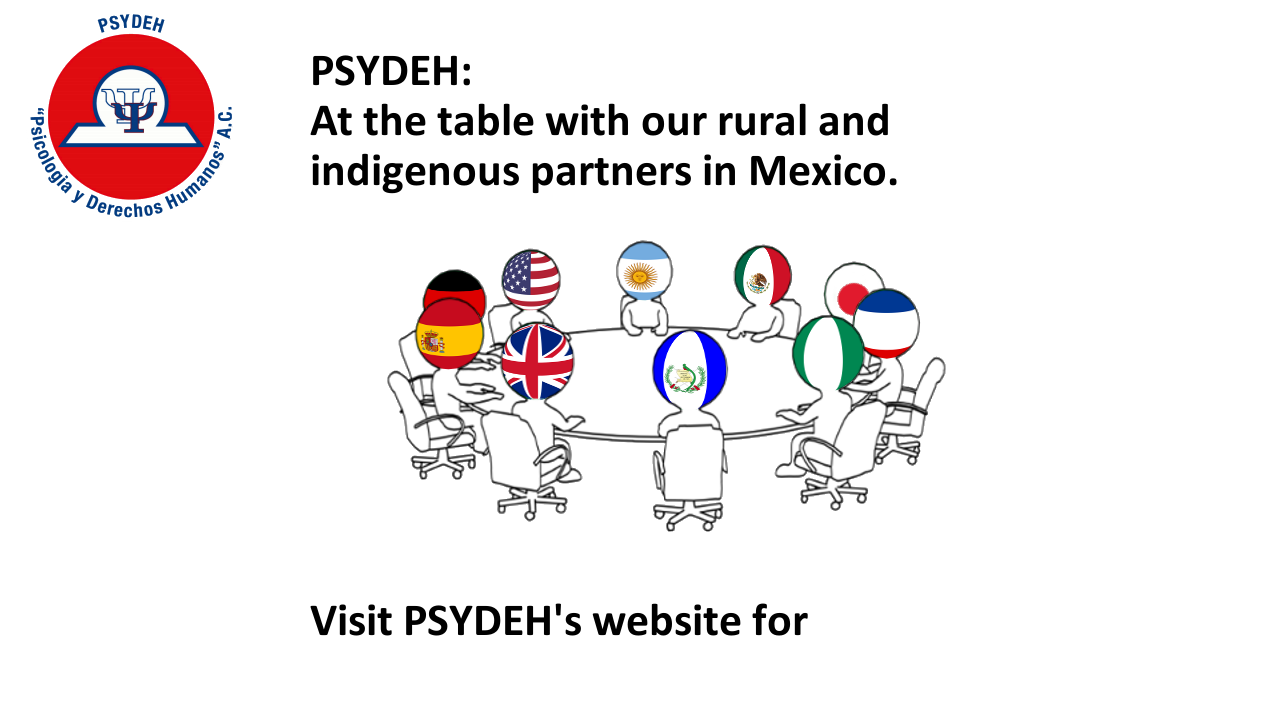 PSYDEH
"Psicología y Derechos Humanos" A.C.
PSYDEH:
At the table with our rural and
indigenous partners in Mexico.
Visit PSYDEH's website for